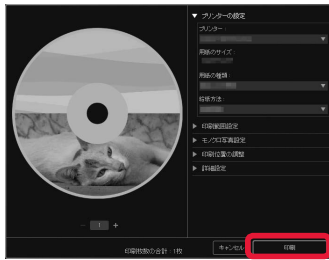 ▼ プリンターの設定
プリンター :
用紙のサイズ :
用紙の種類 :
給紙方法 :
▶ 印刷範囲設定
▶ モノクロ写真設定
▶ 印刷位置の調整
▶ 詳細設定
− 1 +
印刷枚数の合計 : 1枚
キャンセル
印刷